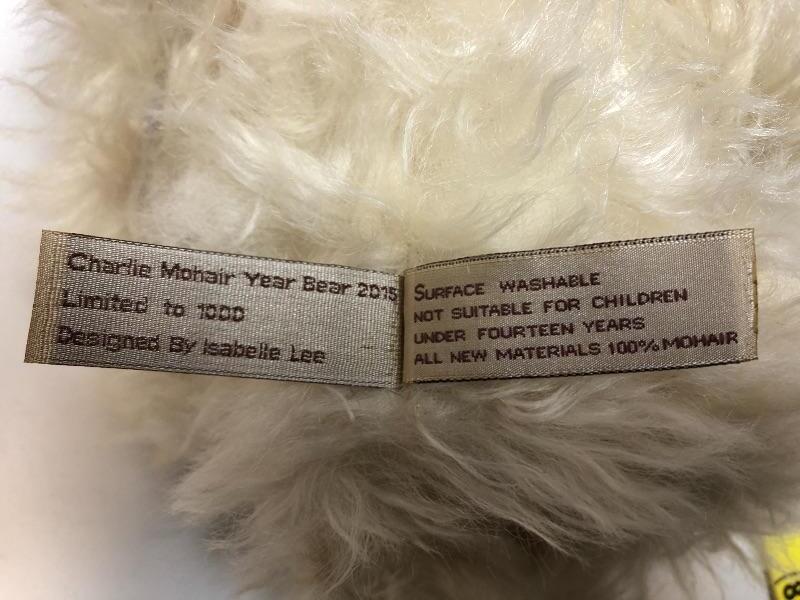 Charlie Mohair Year Bear 2015
Limited to 1000
Designed By Isabelle Lee
SURFACE WASHABLE
NOT SUITABLE FOR CHILDREN
UNDER FOURTEEN YEARS
ALL NEW MATERIALS 100% MOHAIR
8